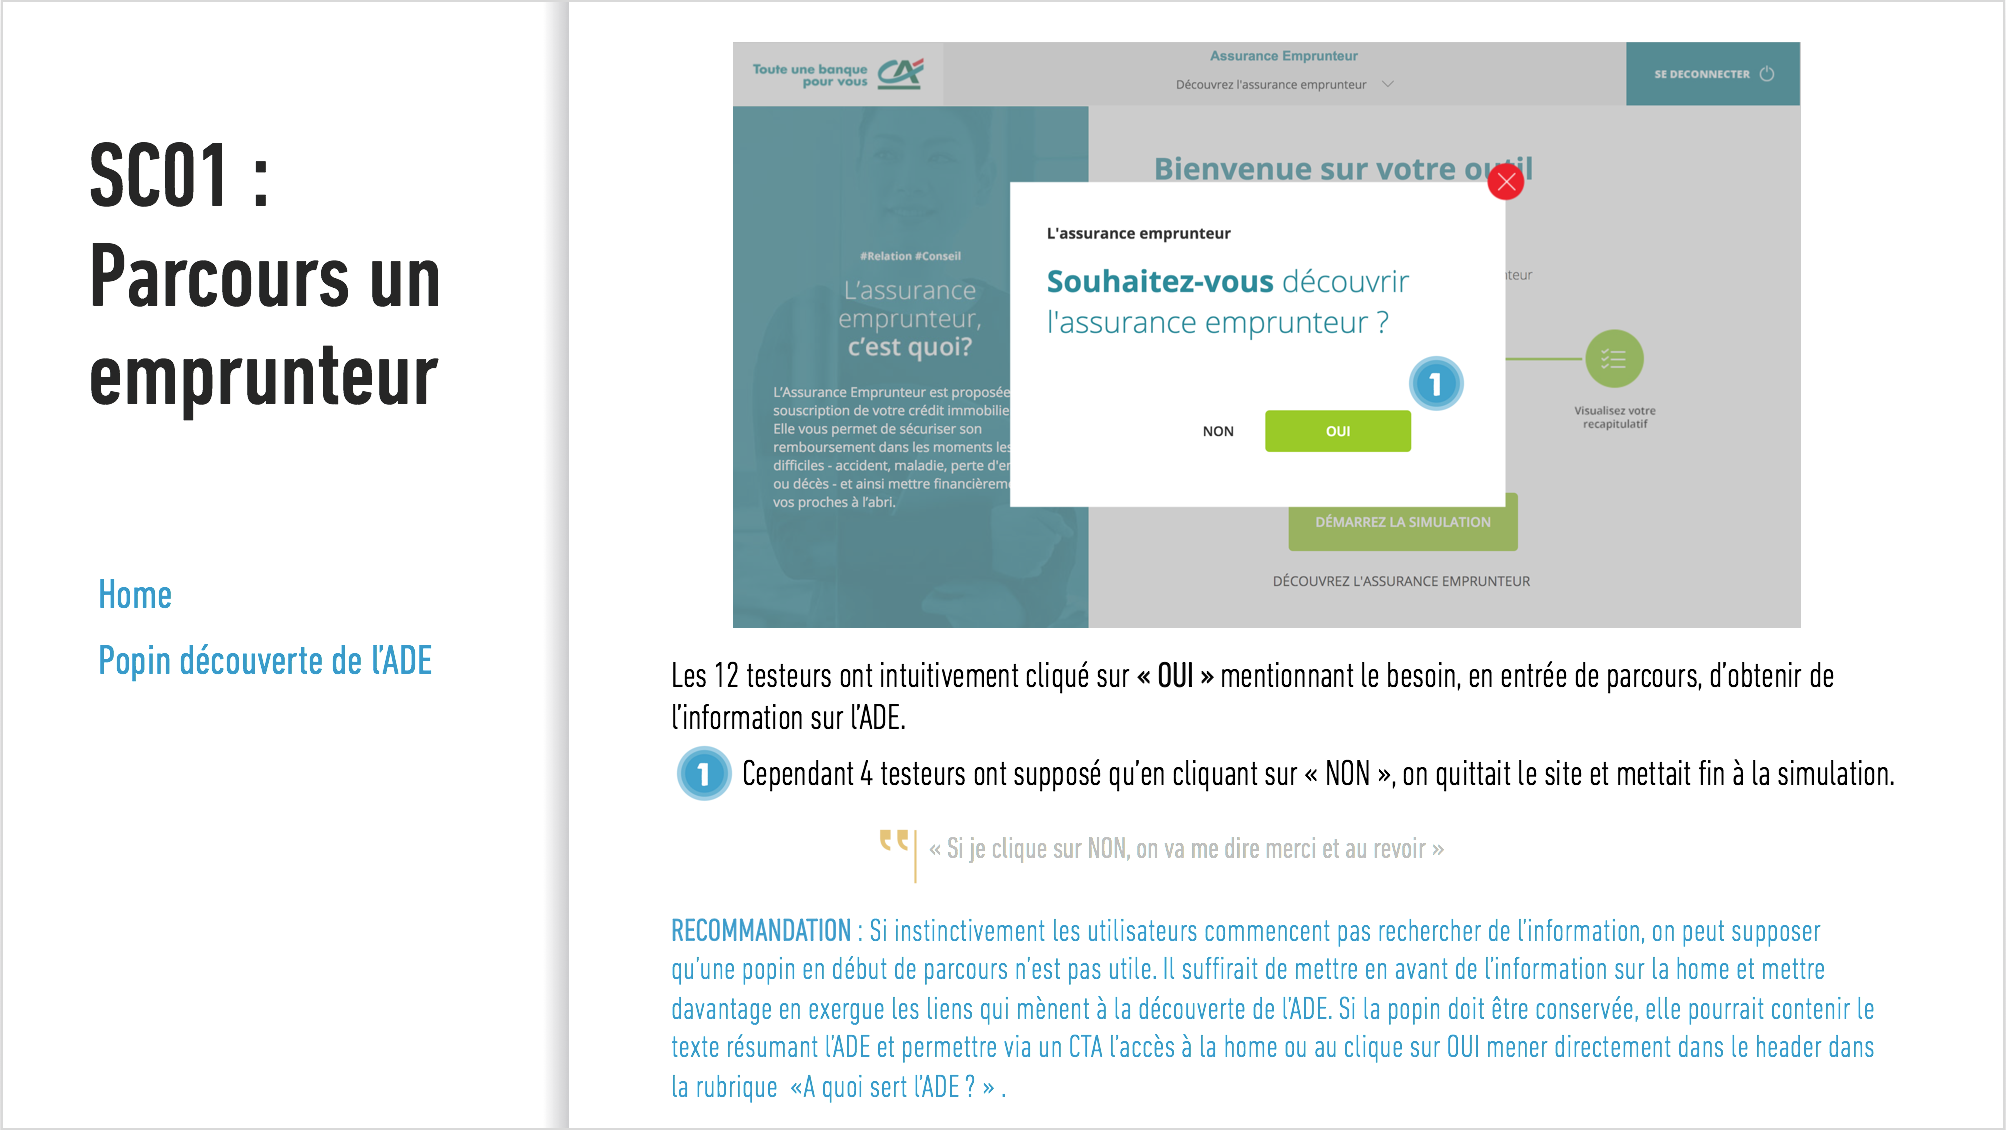 SC01 :
Parcours un
emprunteur
Home
Popin découverte de l’ADE
Toute une banque
pour vous
CA
Assurance Emprunteur
Découvrez l'assurance emprunteur
SE DECONNECTER
#Relation #Conseil
L’assurance
emprunteur,
c’est quoi?
L’Assurance Emprunteur est proposée
souscription de votre crédit immobilie
Elle vous permet de sécuriser son
remboursement dans les moments les
difficiles - accident, maladie, perte d'er
ou décès - et ainsi mettre financièrem
vos proches à l’abri.
Bienvenue sur votre outil
L'assurance emprunteur
Souhaitez-vous découvrir
l'assurance emprunteur ?
1
NON
OUI
nteur
Visualisez votre
recapitulatif
DÉMARREZ LA SIMULATION
DÉCOUVREZ L'ASSURANCE EMPRUNTEUR
Les 12 testeurs ont intuitivement cliqué sur « OUI » mentionnant le besoin, en entrée de parcours, d’obtenir de
l’information sur l’ADE.
1 Cependant 4 testeurs ont supposé qu’en cliquant sur « NON », on quittait le site et mettait fin à la simulation.
« Si je clique sur NON, on va me dire merci et au revoir »
RECOMMANDATION : Si instinctivement les utilisateurs commencent pas rechercher de l’information, on peut supposer
qu’une popin en début de parcours n’est pas utile. Il suffirait de mettre en avant de l’information sur la home et mettre
davantage en exergue les liens qui mènent à la découverte de l’ADE. Si la popin doit être conservée, elle pourrait contenir le
texte résumant l’ADE et permettre via un CTA l’accès à la home ou au clique sur OUI mener directement dans le header dans
la rubrique «A quoi sert l’ADE ? » .